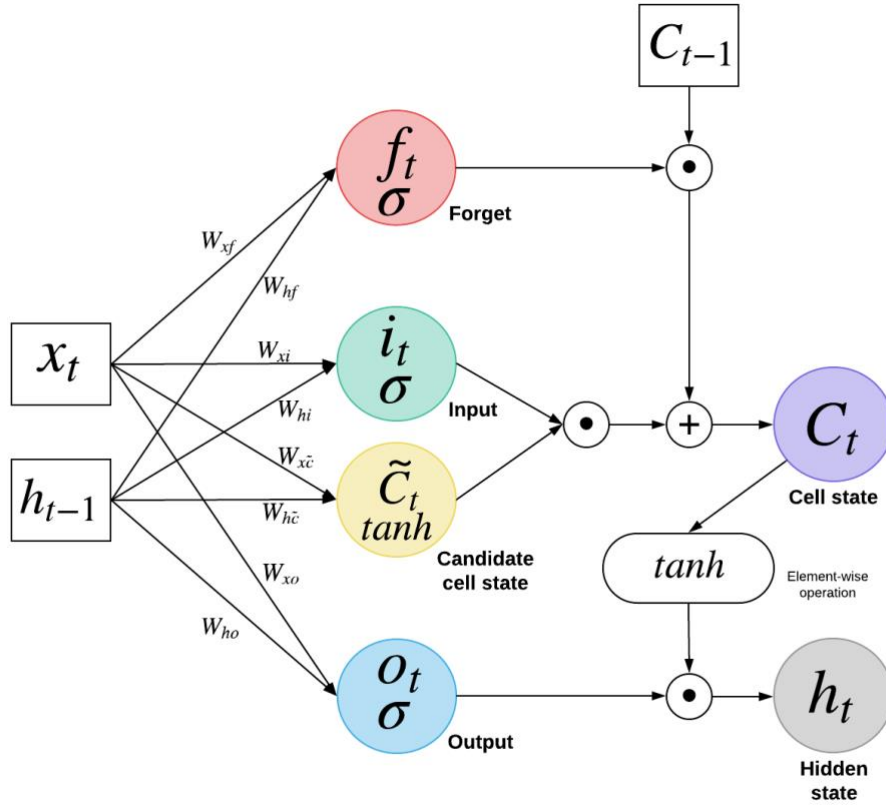 C_{t-1}
f_t
σ
Forget
W_{xf}
W_{hf}
x_t
W_{xi}
i_t
σ
Input
W_{hi}
+
C_t
Cell state
h_{t-1}
W_{xc̃}
W_{hc̃}
C̃_t
tanh
Candidate
cell state
tanh
Element-wise
operation
W_{xo}
W_{ho}
o_t
σ
Output
h_t
Hidden
state